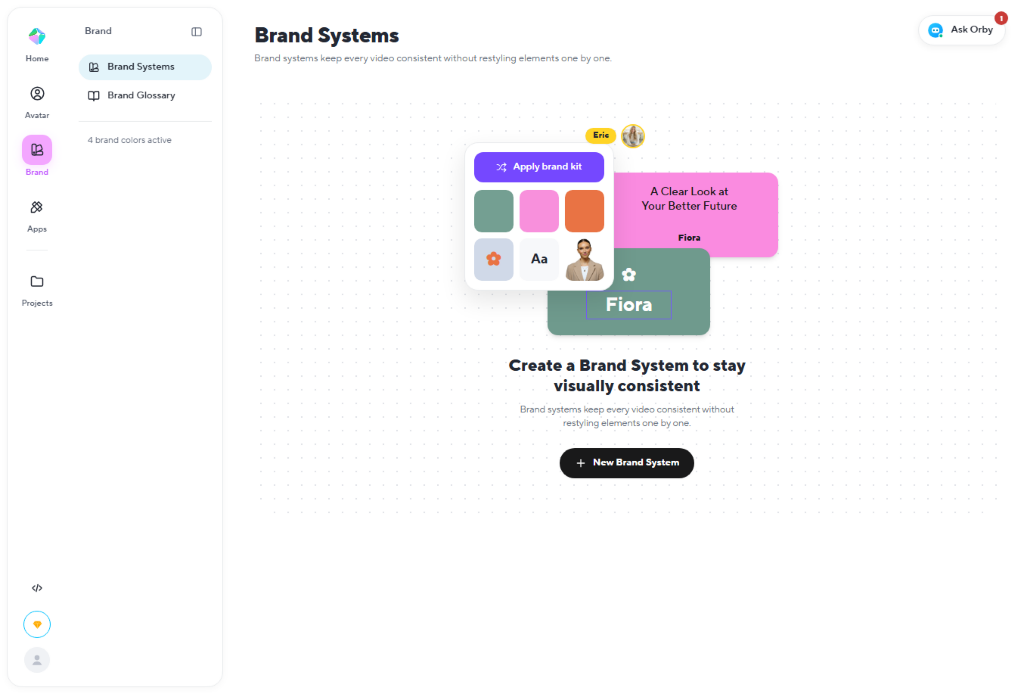 Home
Avatar
Brand
Apps
Projects
Brand
Brand Systems
Brand Glossary
4 brand colors active
Brand Systems
Brand systems keep every video consistent without restyling elements one by one.
Ask Orby
1
Eric
Apply brand kit
Aa
A Clear Look at
Your Better Future
Fiora
Fiora
Create a Brand System to stay
visually consistent
Brand systems keep every video consistent without
restyling elements one by one.
+ New Brand System